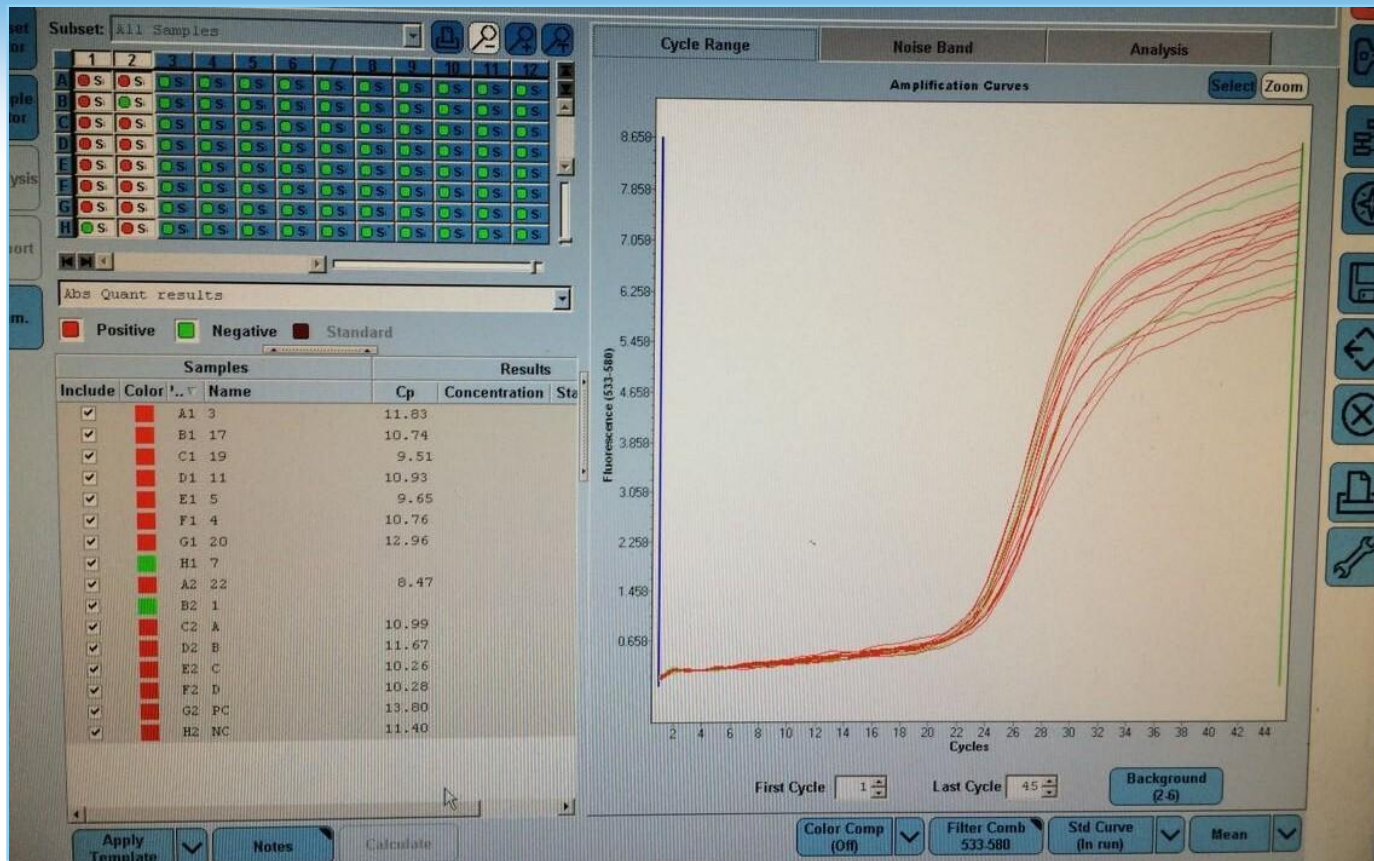 Subset: All Samples
1 2 3 4 5 6 7 8 9 10 11 12
A S S S S S S S S S S S S
B S S S S S S S S S S S S
C S S S S S S S S S S S S
D S S S S S S S S S S S S
E S S S S S S S S S S S S
F S S S S S S S S S S S S
G S S S S S S S S S S S S
H S S S S S S S S S S S S
Abs Quant results
Positive Negative Standard
Samples Results
Include Color Name Cp Concentration Sta
A1 3 11.83
B1 17 10.74
C1 19 9.51
D1 11 10.93
E1 5 9.65
F1 4 10.76
G1 20 12.96
H1 7
A2 22 8.47
B2 1
C2 A 10.99
D2 B 11.67
E2 C 10.26
F2 D 10.28
G2 PC 13.80
H2 NC 11.40
Apply Template
Notes
Calculate
Cycle Range Noise Band Analysis
Amplification Curves
Select Zoom
Fluorescence (533-580)
8.658
7.858
7.058
6.258
5.458
4.658
3.858
3.058
2.258
1.458
0.658
2 4 6 8 10 12 14 16 18 20 22 24 26 28 30 32 34 36 38 40 42 44
Cycles
First Cycle 1 Last Cycle 45
Background
(2-6)
Color Comp
(Off)
Filter Comb
533-580
Std Curve
(In run)
Mean